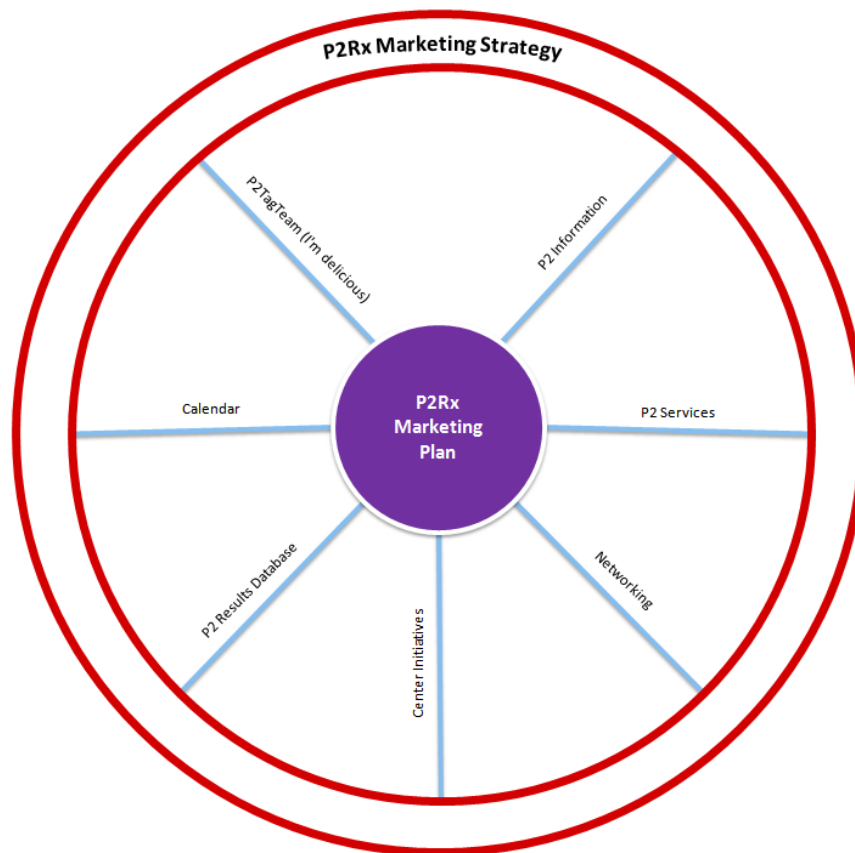 P2Rx Marketing Strategy
P2TagTeam (I'm delicious)
P2 Information
Calendar
P2Rx
Marketing
Plan
P2 Services
P2 Results Database
Networking
Center Initiatives